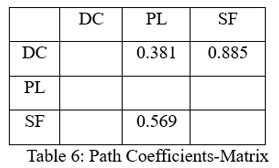 DC PL SF
DC 0.381 0.885
PL
SF 0.569
Table 6: Path Coefficients-Matrix